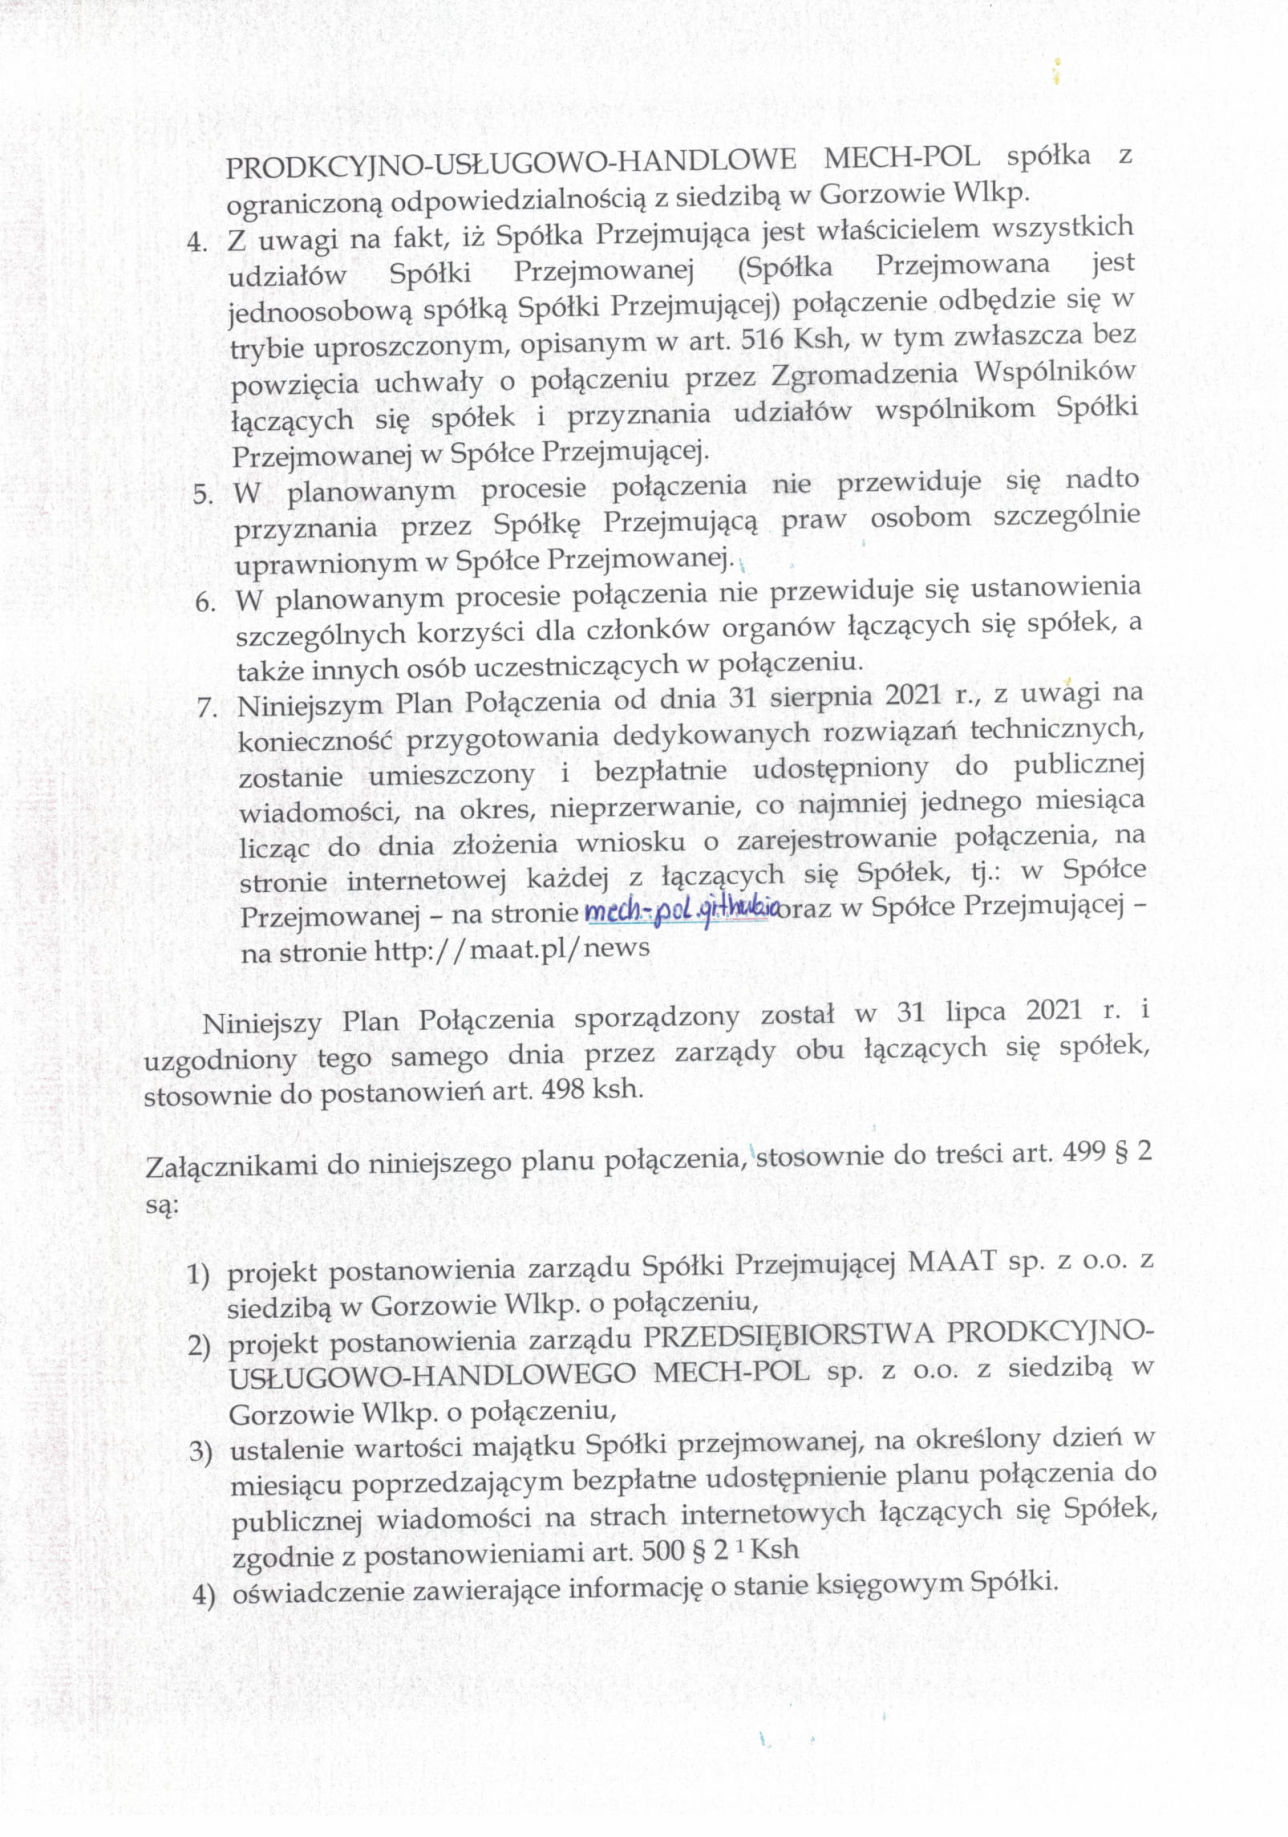 PRODKCYJNO-USŁUGOWO-HANDLOWE MECH-POL spółka z
ograniczoną odpowiedzialnością z siedzibą w Gorzowie Wlkp.
4. Z uwagi na fakt, iż Spółka Przejmująca jest właścicielem wszystkich
udziałów Spółki Przejmowanej (Spółka Przejmowana jest
jednoosobową spółką Spółki Przejmującej) połączenie odbędzie się w
trybie uproszczonym, opisanym w art. 516 Ksh, w tym zwłaszcza bez
powzięcia uchwały o połączeniu przez Zgromadzenia Wspólników
łączących się spółek i przyznania udziałów wspólnikom Spółki
Przejmowanej w Spółce Przejmującej.
5. W planowanym procesie połączenia nie przewiduje się nadto
przyznania przez Spółkę Przejmującą praw osobom szczególnie
uprawnionym w Spółce Przejmowanej.
6. W planowanym procesie połączenia nie przewiduje się ustanowienia
szczególnych korzyści dla członków organów łączących się spółek, a
także innych osób uczestniczących w połączeniu.
7. Niniejszym Plan Połączenia od dnia 31 sierpnia 2021 r., z uwagi na
konieczność przygotowania dedykowanych rozwiązań technicznych,
zostanie umieszczony i bezpłatnie udostępniony do publicznej
wiadomości, na okres, nieprzerwanie, co najmniej jednego miesiąca
licząc do dnia złożenia wniosku o zarejestrowanie połączenia, na
stronie internetowej każdej z łączących się Spółek, tj.: w Spółce
Przejmowanej – na stronie mech-pol.github.io oraz w Spółce Przejmującej –
na stronie http://maat.pl/news
Niniejszy Plan Połączenia sporządzony został w 31 lipca 2021 r. i
uzgodniony tego samego dnia przez zarządy obu łączących się spółek,
stosownie do postanowień art. 498 ksh.
Załącznikami do niniejszego planu połączenia, stosownie do treści art. 499 § 2
są:
1) projekt postanowienia zarządu Spółki Przejmującej MAAT sp. z o.o. z
siedzibą w Gorzowie Wlkp. o połączeniu,
2) projekt postanowienia zarządu PRZEDSIĘBIORSTWA PRODKCYJNO-
USŁUGOWO-HANDLOWEGO MECH-POL sp. z o.o. z siedzibą w
Gorzowie Wlkp. o połączeniu,
3) ustalenie wartości majątku Spółki przejmowanej, na określony dzień w
miesiącu poprzedzającym bezpłatne udostępnienie planu połączenia do
publicznej wiadomości na strach internetowych łączących się Spółek,
zgodnie z postanowieniami art. 500 § 2 ¹ Ksh
4) oświadczenie zawierające informację o stanie księgowym Spółki.